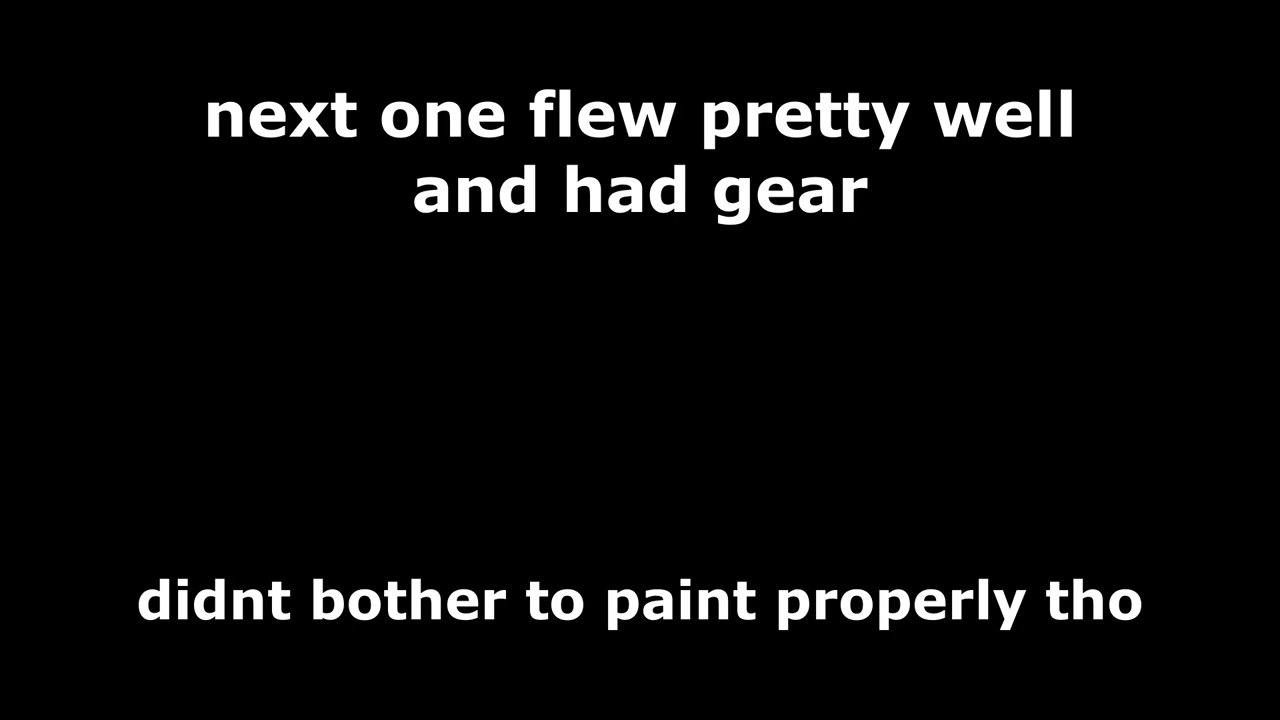 next one flew pretty well
and had gear
didnt bother to paint properly tho